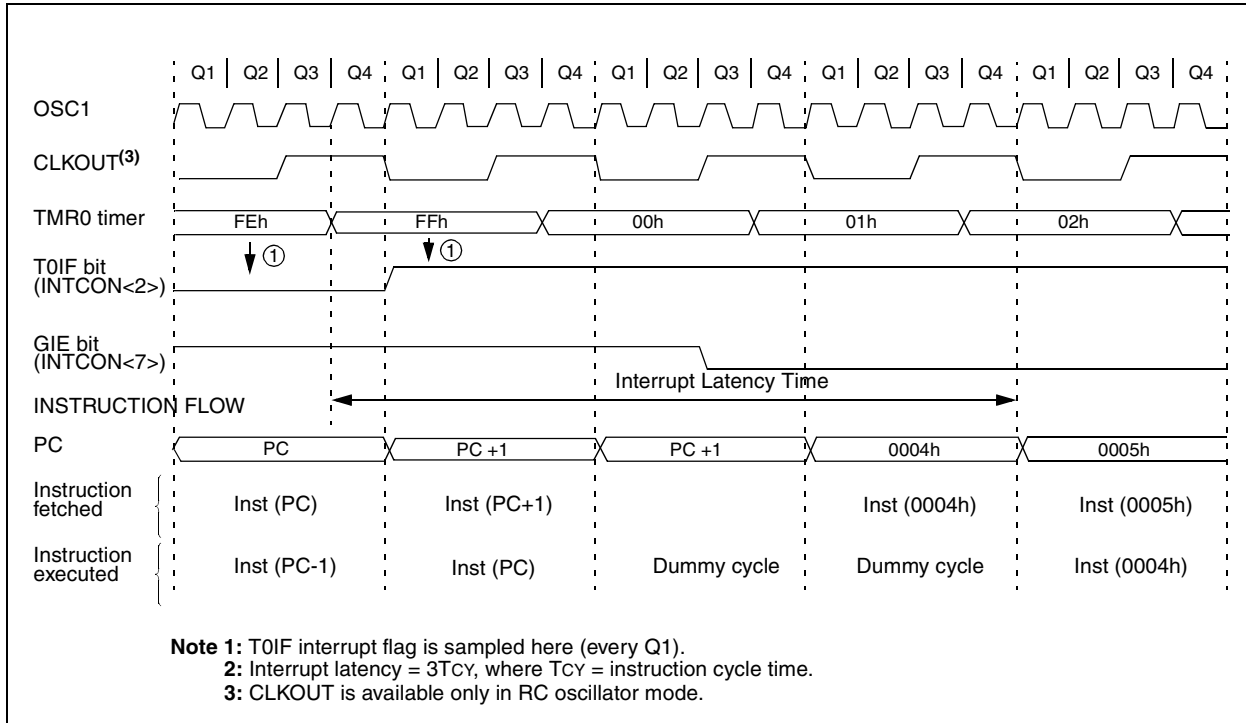 Q1 Q2 Q3 Q4 Q1 Q2 Q3 Q4 Q1 Q2 Q3 Q4 Q1 Q2 Q3 Q4 Q1 Q2 Q3 Q4
OSC1
CLKOUT(3)
TMR0 timer FEh FFh 00h 01h 02h
① ①
T0IF bit
(INTCON<2>)
GIE bit
(INTCON<7>)
Interrupt Latency Time
INSTRUCTION FLOW
PC PC PC +1 PC +1 0004h 0005h
Instruction
fetched
Inst (PC) Inst (PC+1) Inst (0004h) Inst (0005h)
Instruction
executed
Inst (PC-1) Inst (PC) Dummy cycle Dummy cycle Inst (0004h)
Note 1: T0IF interrupt flag is sampled here (every Q1).
2: Interrupt latency = 3TCY, where TCY = instruction cycle time.
3: CLKOUT is available only in RC oscillator mode.